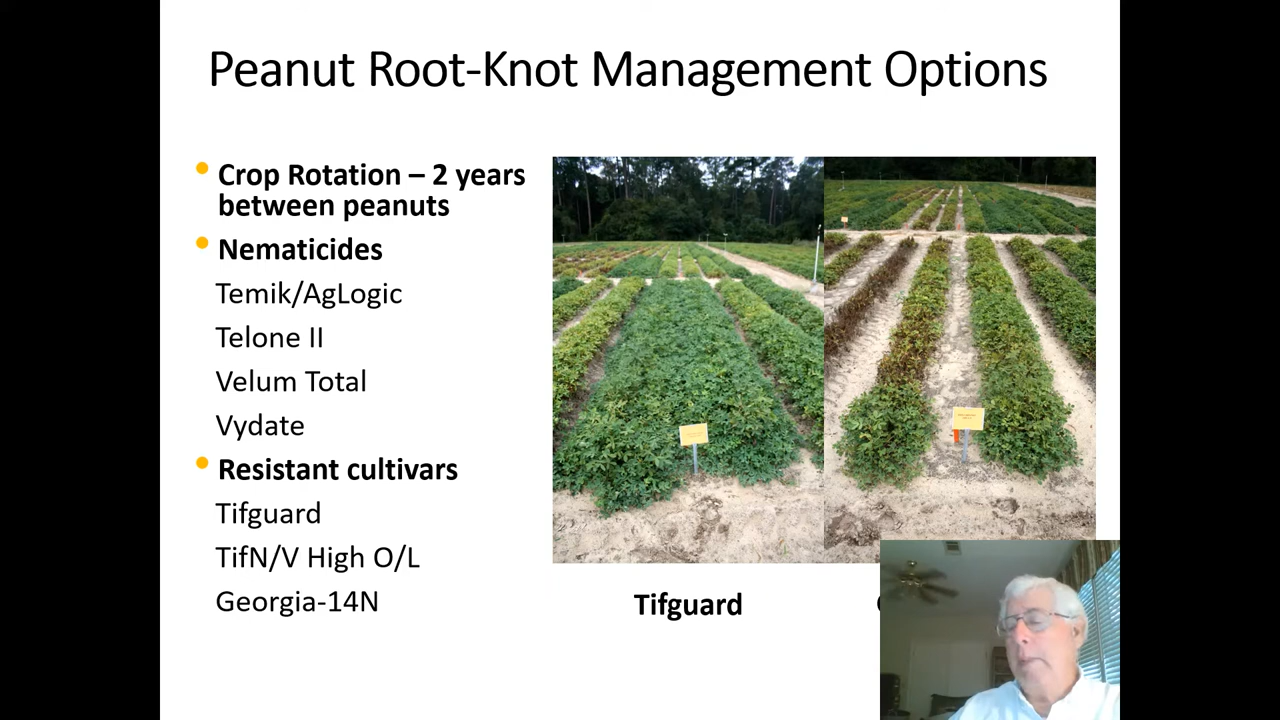 Peanut Root-Knot Management Options
Crop Rotation – 2 years
between peanuts
Nematicides
Temik/AgLogic
Telone II
Velum Total
Vydate
Resistant cultivars
Tifguard
TifN/V High O/L
Georgia-14N
Tifguard